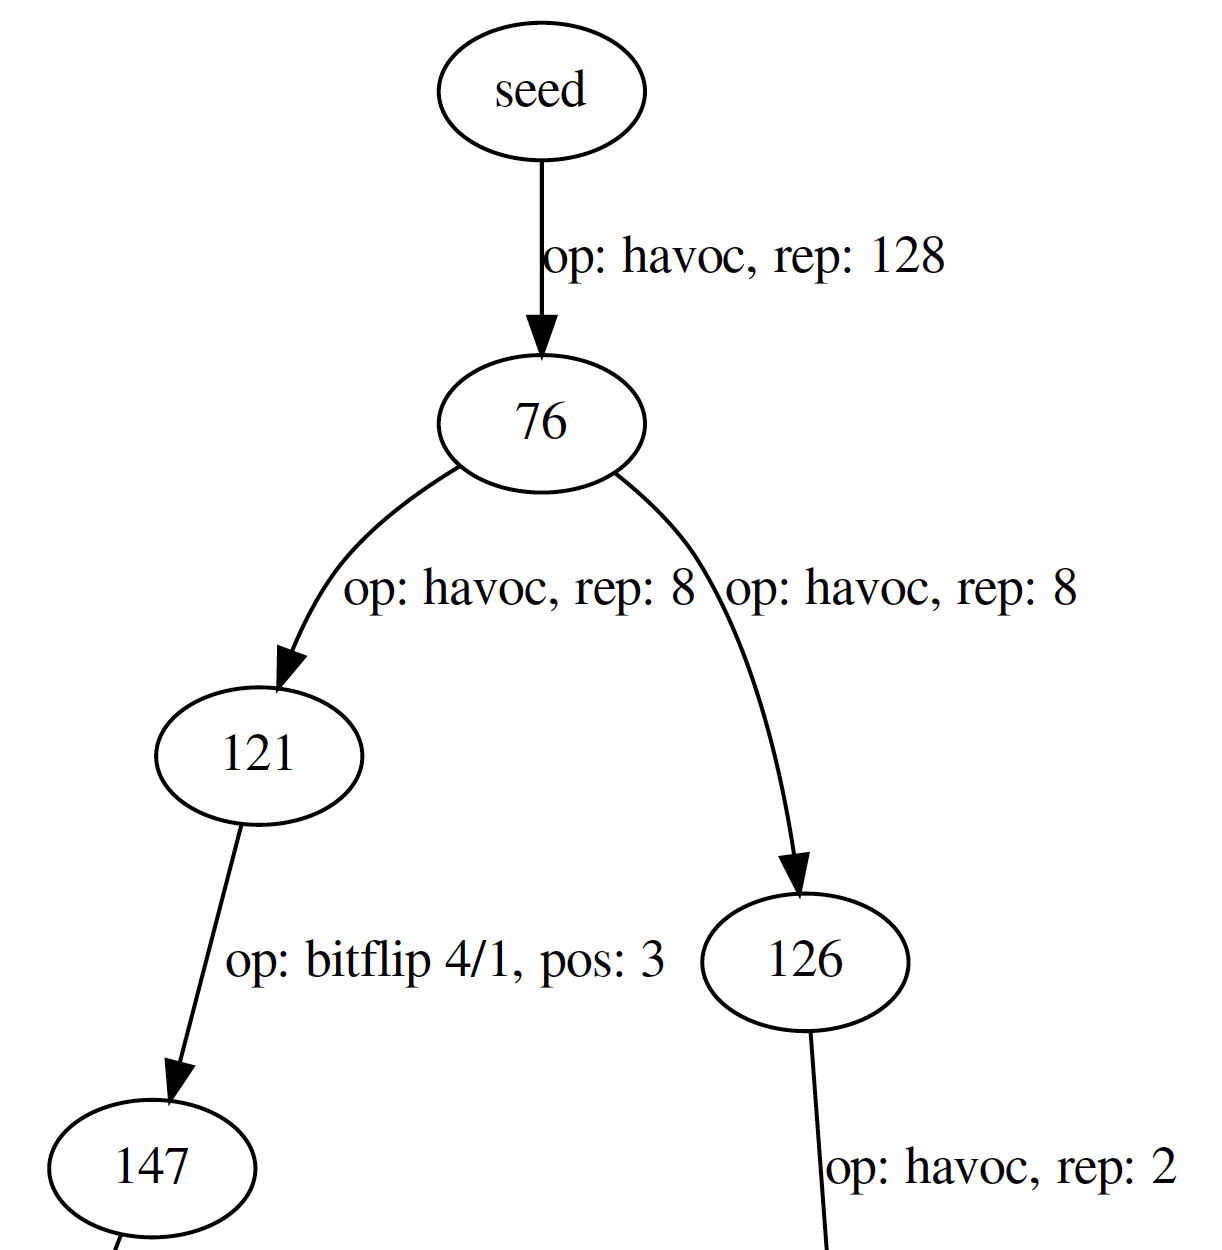 seed
op: havoc, rep: 128
76
op: havoc, rep: 8
op: havoc, rep: 8
121
op: bitflip 4/1, pos: 3
126
147
op: havoc, rep: 2